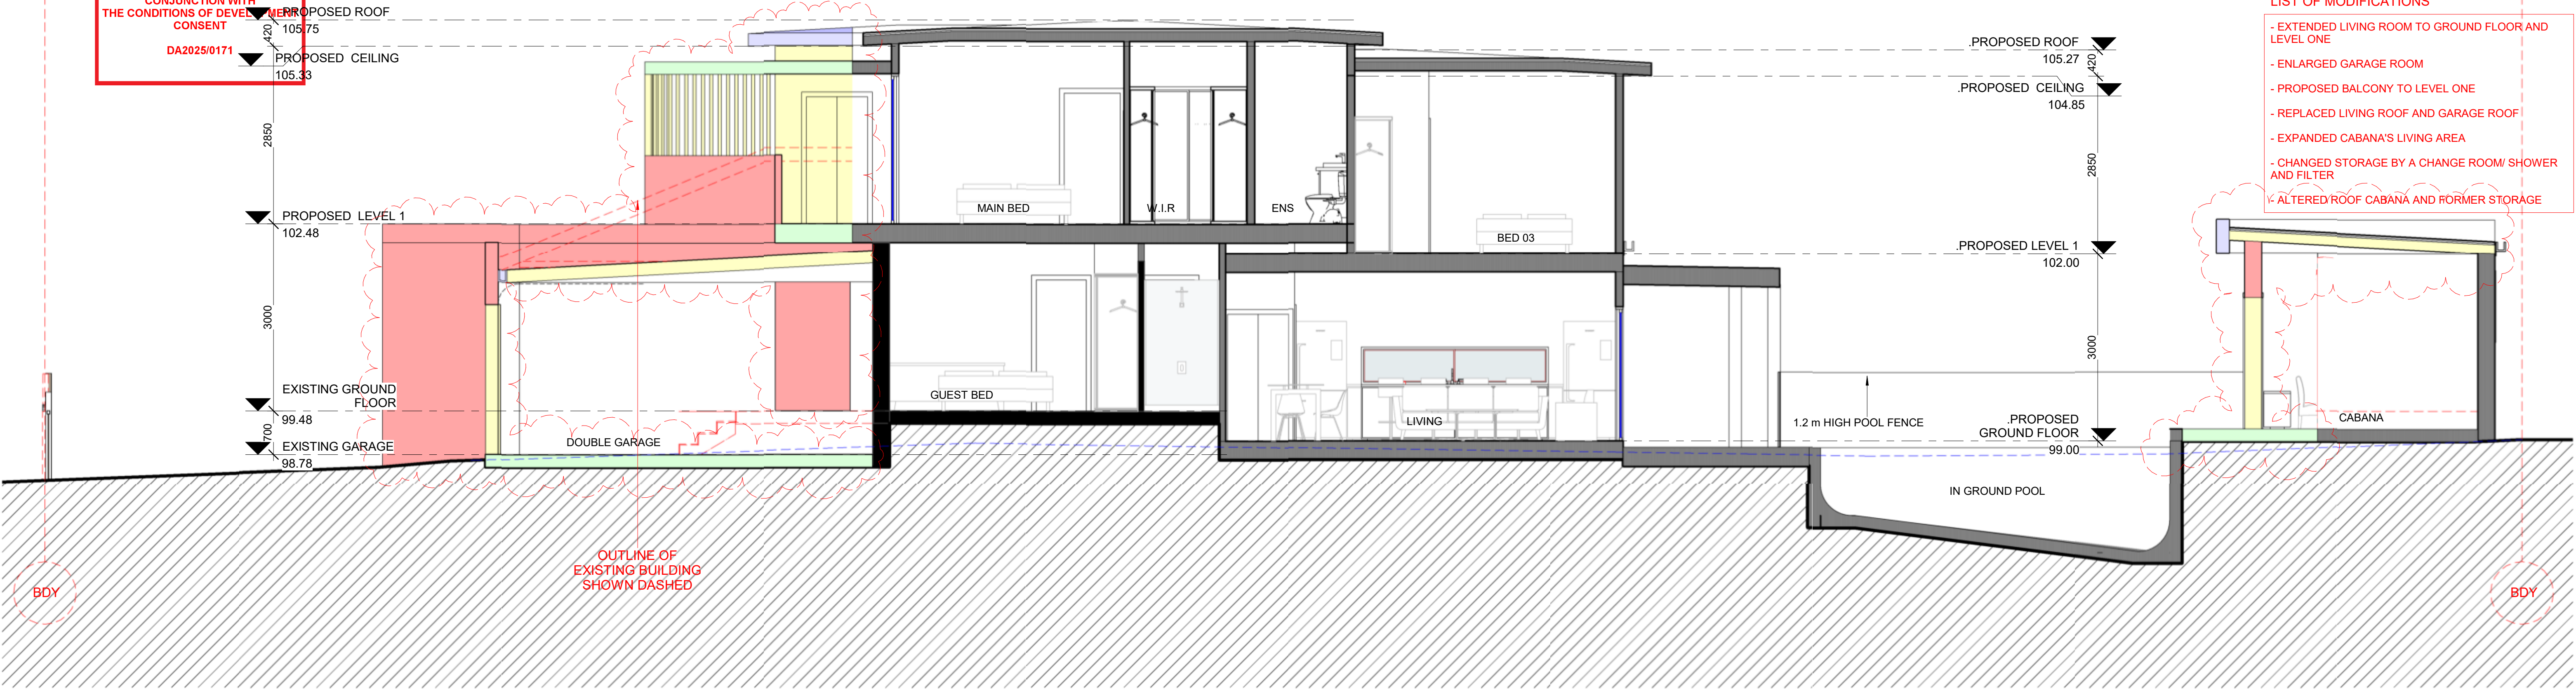 CONJUNCTION WITH
THE CONDITIONS OF DEVELOPMENT
CONSENT
DA2025/0171
PROPOSED ROOF
105.75
420
PROPOSED CEILING
105.33
2850
PROPOSED LEVEL 1
102.48
3000
EXISTING GROUND
FLOOR
99.48
700
EXISTING GARAGE
98.78
DOUBLE GARAGE
OUTLINE OF
EXISTING BUILDING
SHOWN DASHED
BDY
MAIN BED
W.I.R
ENS
BED 03
GUEST BED
LIVING
1.2 m HIGH POOL FENCE
IN GROUND POOL
CABANA
.PROPOSED ROOF
105.27
420
.PROPOSED CEILING
104.85
2850
.PROPOSED LEVEL 1
102.00
3000
.PROPOSED
GROUND FLOOR
99.00
LIST OF MODIFICATIONS
- EXTENDED LIVING ROOM TO GROUND FLOOR AND
LEVEL ONE
- ENLARGED GARAGE ROOM
- PROPOSED BALCONY TO LEVEL ONE
- REPLACED LIVING ROOF AND GARAGE ROOF
- EXPANDED CABANA'S LIVING AREA
- CHANGED STORAGE BY A CHANGE ROOM/ SHOWER
AND FILTER
- ALTERED ROOF CABANA AND FORMER STORAGE
BDY